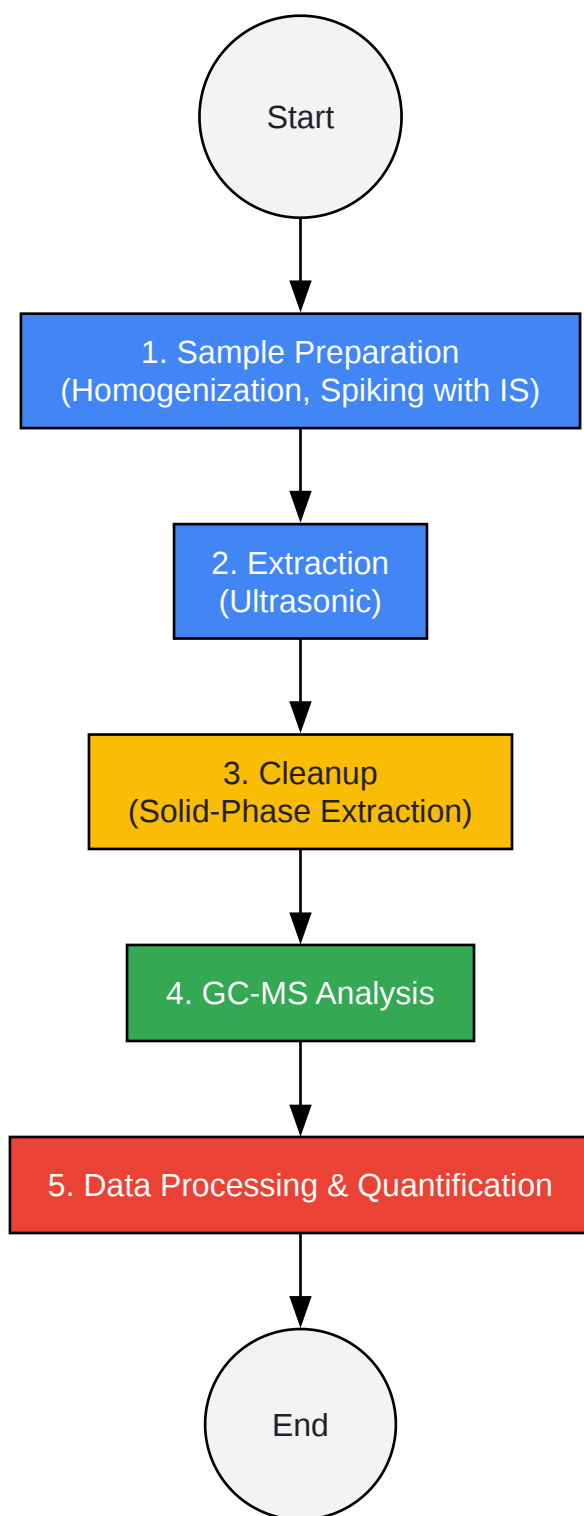 Start
1. Sample Preparation
(Homogenization, Spiking with IS)
2. Extraction
(Ultrasonic)
3. Cleanup
(Solid-Phase Extraction)
4. GC-MS Analysis
5. Data Processing & Quantification
End